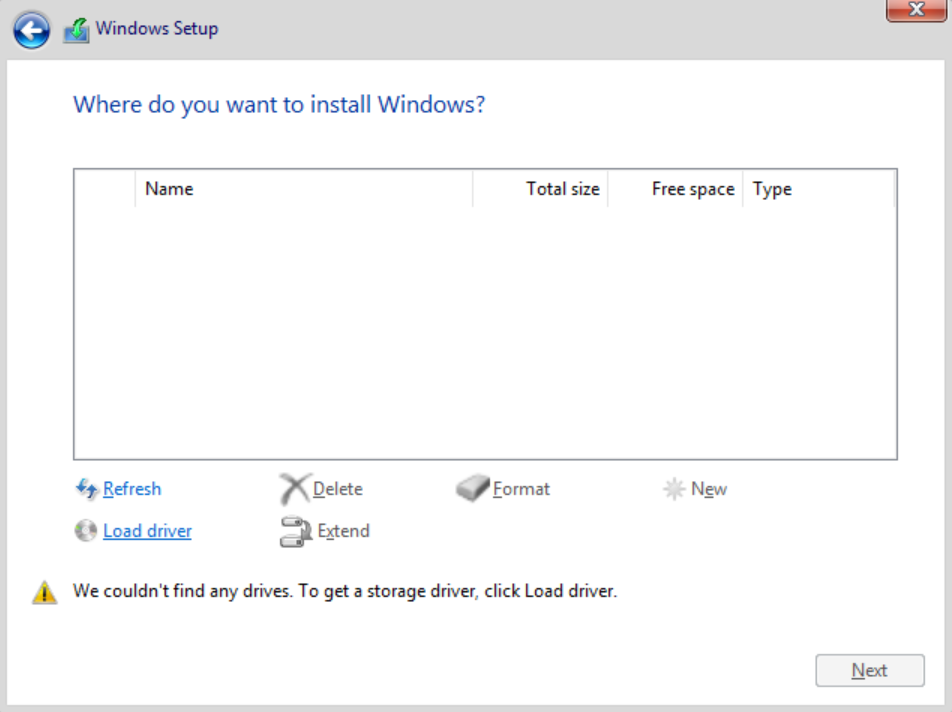 Windows Setup
Where do you want to install Windows?
Name Total size Free space Type
Refresh Delete Format New
Load driver Extend
We couldn't find any drives. To get a storage driver, click Load driver.
Next